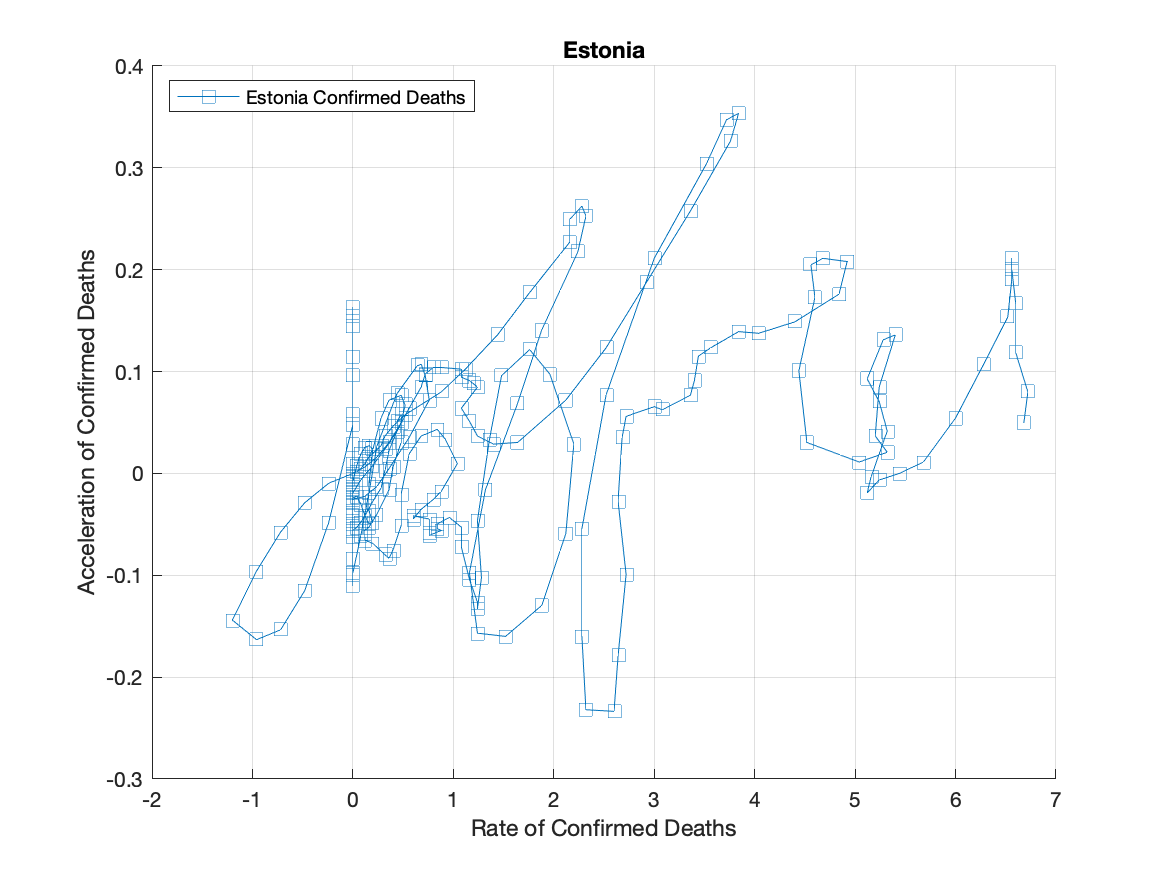 Estonia
Estonia Confirmed Deaths
0.4
0.3
0.2
0.1
0
-0.1
-0.2
-0.3
Acceleration of Confirmed Deaths
-2 -1 0 1 2 3 4 5 6 7
Rate of Confirmed Deaths